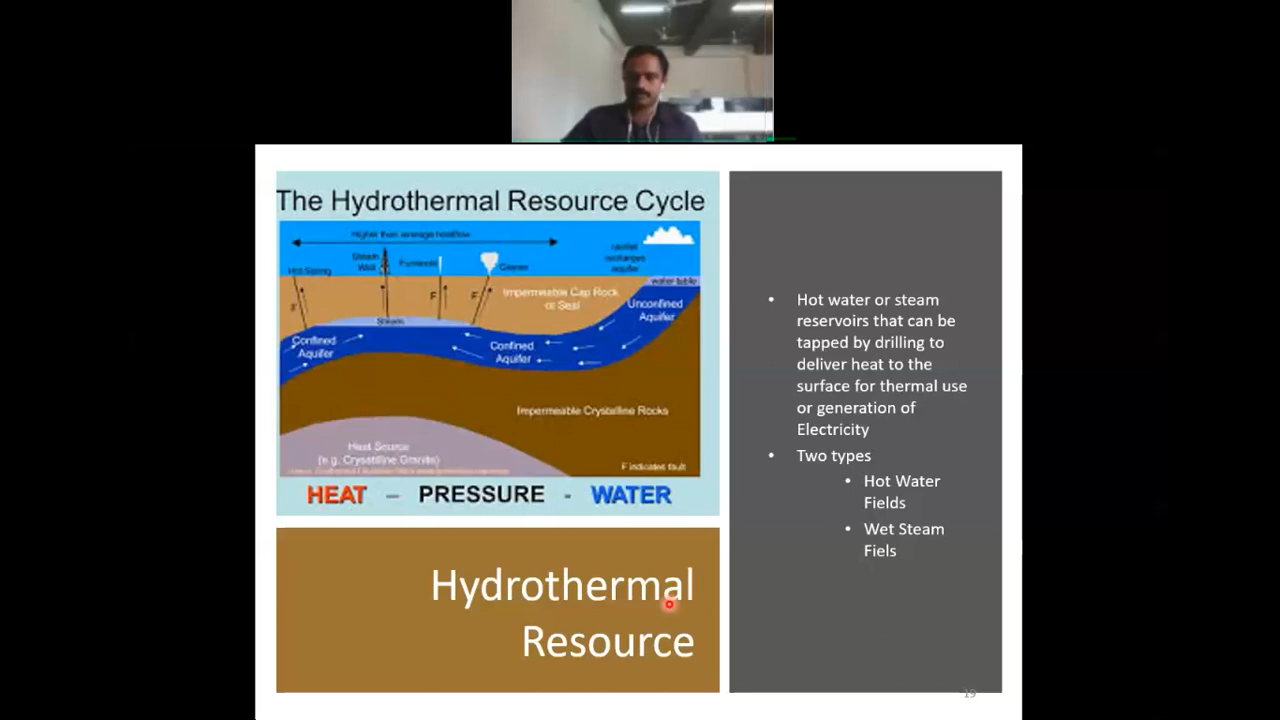 The Hydrothermal Resource Cycle
Higher than average heatflow
rainfall
recharges
aquifer
Steam
Well
Fumarole
Geyser
Hot Spring
water table
Impermeable Cap Rock
or Seal
Unconfined
Aquifer
F
F
F
Steam
Confined
Aquifer
Confined
Aquifer
Impermeable Crystalline Rocks
Heat Source
(e.g. Crystalline Granite)
F indicates fault
HEAT – PRESSURE - WATER
Hydrothermal
Resource
• Hot water or steam
reservoirs that can be
tapped by drilling to
deliver heat to the
surface for thermal use
or generation of
Electricity
• Two types
• Hot Water
Fields
• Wet Steam
Fiels
19